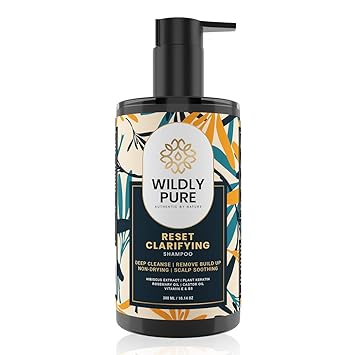 WILDLY
PURE
AUTHENTIC BY NATURE
RESET
CLARIFYING
SHAMPOO
DEEP CLEANSE | REMOVE BUILD UP
NON-DRYING | SCALP SOOTHING
HIBISCUS EXTRACT | PLANT KERATIN
ROSEMARY OIL | CASTOR OIL
VITAMIN E & B5
300 ML / 10.14 OZ